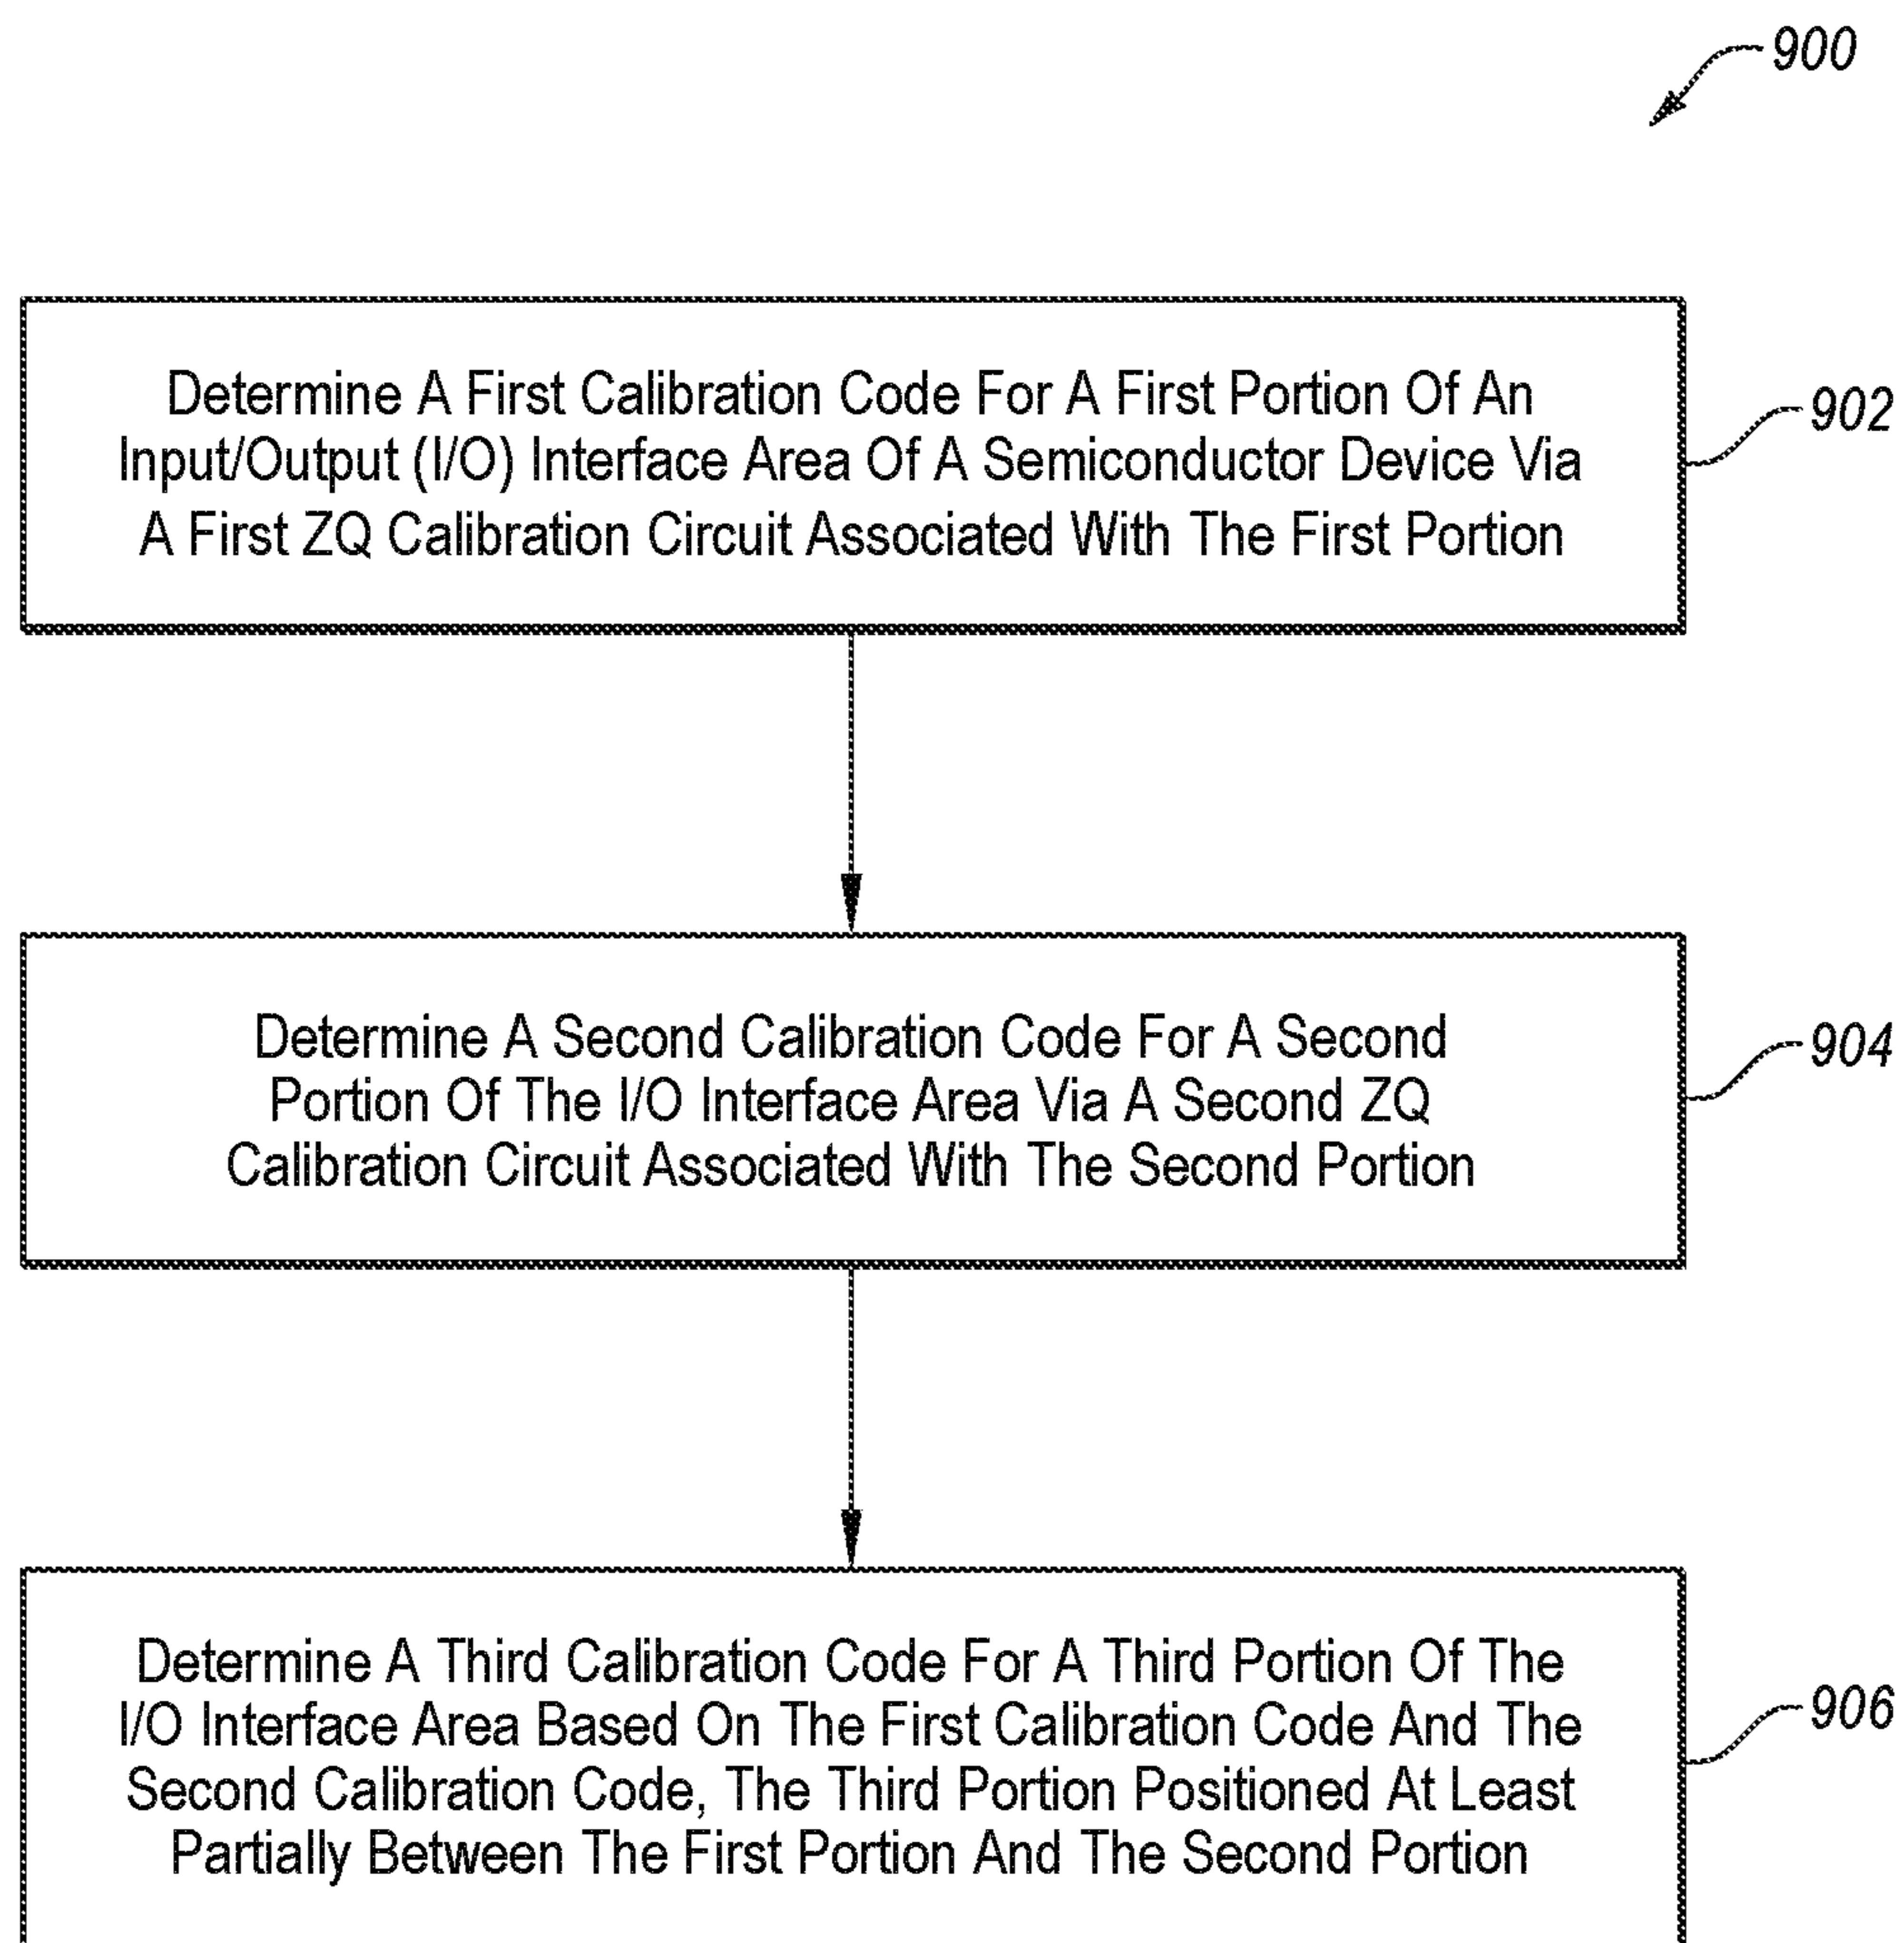 900
Determine A First Calibration Code For A First Portion Of An
Input/Output (I/O) Interface Area Of A Semiconductor Device Via
A First ZQ Calibration Circuit Associated With The First Portion
902
Determine A Second Calibration Code For A Second
Portion Of The I/O Interface Area Via A Second ZQ
Calibration Circuit Associated With The Second Portion
904
Determine A Third Calibration Code For A Third Portion Of The
I/O Interface Area Based On The First Calibration Code And The
Second Calibration Code, The Third Portion Positioned At Least
Partially Between The First Portion And The Second Portion
906